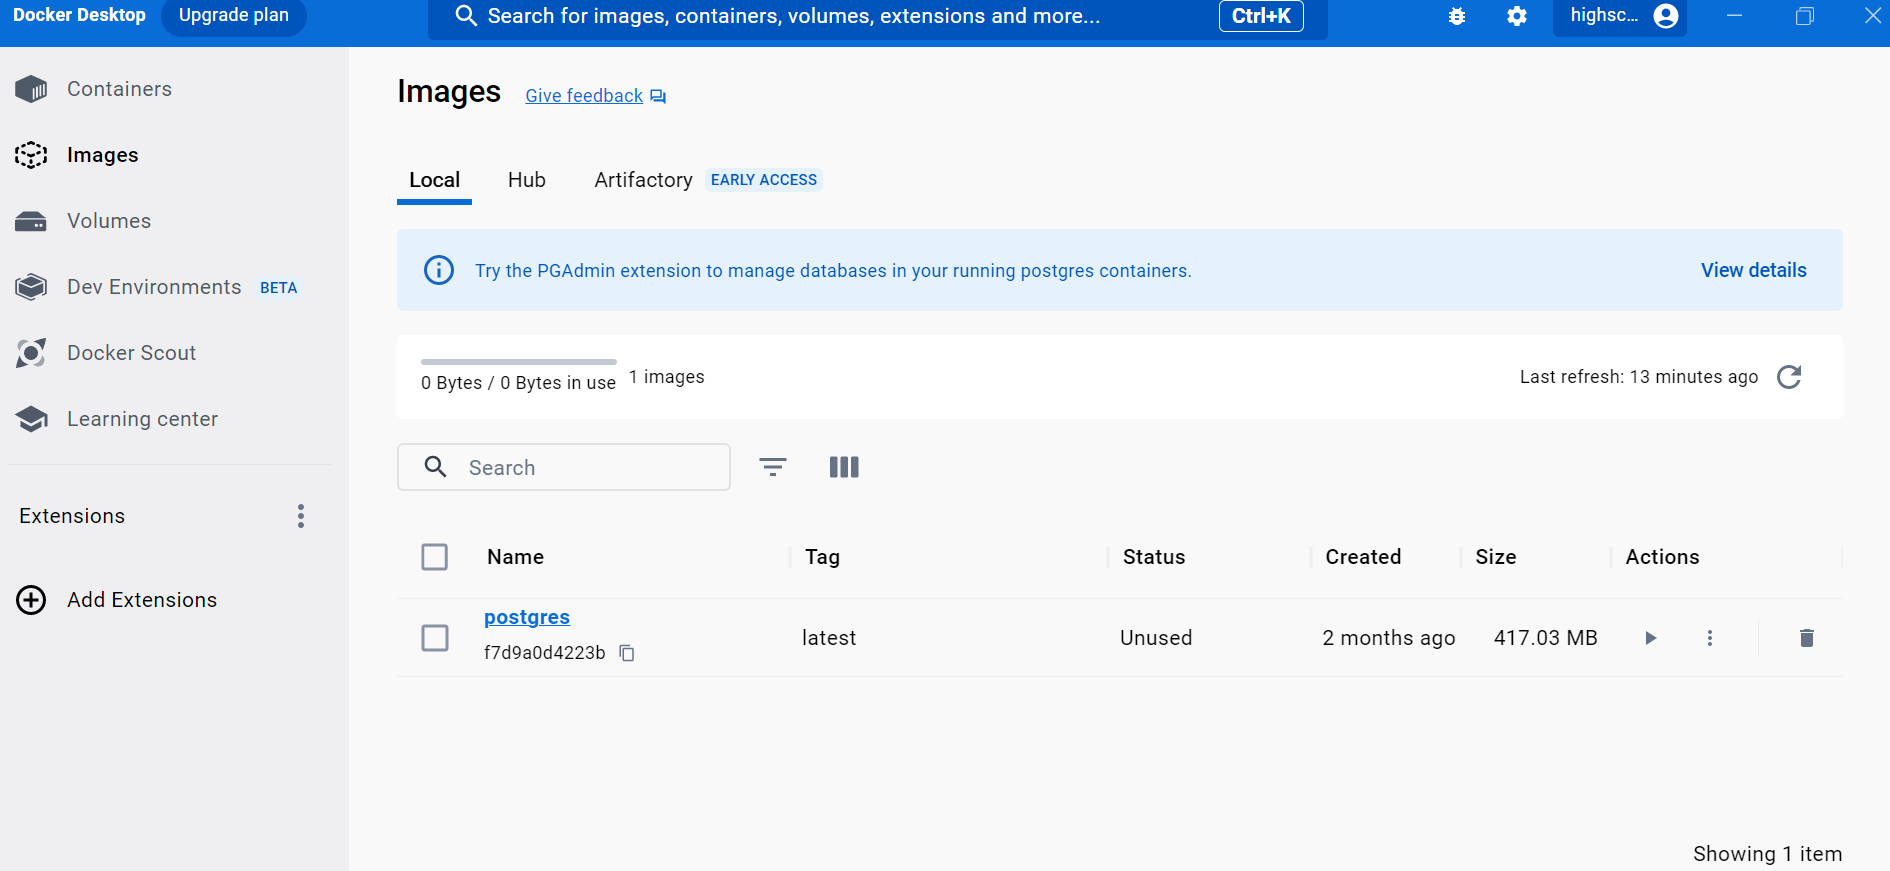 Docker Desktop
Upgrade plan
Search for images, containers, volumes, extensions and more...
Ctrl+K
highsc...
Containers
Images
Volumes
Dev Environments BETA
Docker Scout
Learning center
Extensions
Add Extensions
Images
Give feedback
Local
Hub
Artifactory
EARLY ACCESS
Try the PGAdmin extension to manage databases in your running postgres containers.
View details
0 Bytes / 0 Bytes in use
1 images
Last refresh: 13 minutes ago
Search
Name
Tag
Status
Created
Size
Actions
postgres
f7d9a0d4223b
latest
Unused
2 months ago
417.03 MB
Showing 1 item